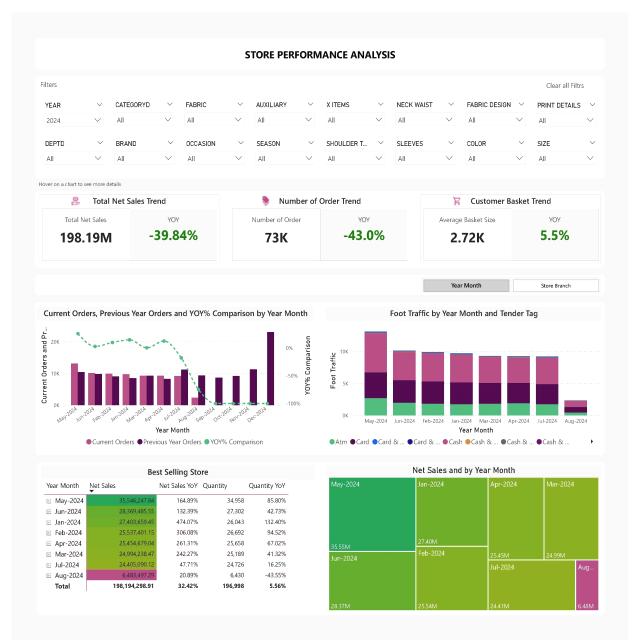 STORE PERFORMANCE ANALYSIS
Filters
Clear all Filtrs
YEAR CATEGORYD FABRIC AUXILIARY X ITEMS NECK WAIST FABRIC DESIGN PRINT DETAILS
2024 All All All All All All All
DEPTD BRAND OCCASION SEASON SHOULDER T... SLEEVES COLOR SIZE
All All All All All All All All
Hover on a chart to see more details
Total Net Sales Trend Number of Order Trend Customer Basket Trend
Total Net Sales YOY Number of Order YOY Average Basket Size YOY
198.19M -39.84% 73K -43.0% 2.72K 5.5%
Year Month Store Branch
Current Orders, Previous Year Orders and YOY% Comparison by Year Month
Current Orders and Pr...
20K
10K
0K
0%
-50%
-100%
YOY% Comparison
May-2024 Jun-2024 Jan-2024 Feb-2024 Apr-2024 Mar-2024 Jul-2024 Aug-2024 Sep-2024 Oct-2024 Nov-2024 Dec-2024
Year Month
Current Orders Previous Year Orders YOY% Comparison
Foot Traffic by Year Month and Tender Tag
Foot Traffic
10K
5K
0K
May-2024 Jun-2024 Feb-2024 Jan-2024 Mar-2024 Apr-2024 Jul-2024 Aug-2024
Year Month
Atm Card Card & ... Card & ... Cash Cash & ... Cash & ... Cash & ...
Best Selling Store
Year Month Net Sales Net Sales YoY Quantity Quantity YoY
May-2024 35,546,247.84 164.89% 34,958 85.80%
Jun-2024 28,369,485.55 132.39% 27,302 42.73%
Jan-2024 27,403,659.45 474.07% 26,043 132.40%
Feb-2024 25,537,401.15 306.08% 26,692 94.52%
Apr-2024 25,454,679.04 261.31% 25,658 67.02%
Mar-2024 24,994,238.47 242.27% 25,189 41.32%
Jul-2024 24,405,090.12 47.71% 24,726 16.25%
Aug-2024 6,483,497.29 20.89% 6,430 -43.55%
Total 198,194,298.91 32.42% 196,998 5.56%
Net Sales and by Year Month
May-2024
35.55M
Jun-2024
28.37M
Jan-2024
27.40M
Feb-2024
25.54M
Apr-2024
25.45M
Mar-2024
24.99M
Jul-2024
24.41M
Aug...
6.48M